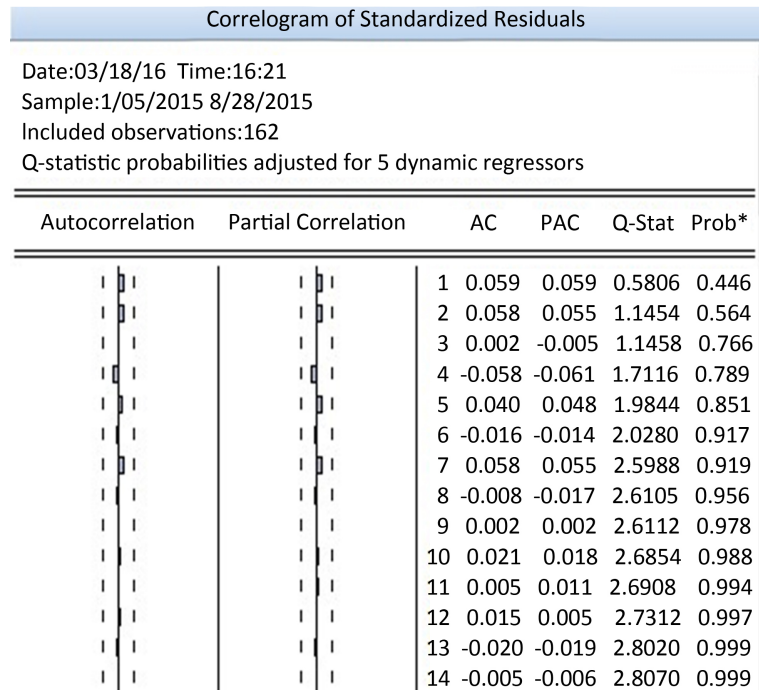 Correlogram of Standardized Residuals
Date:03/18/16 Time:16:21
Sample:1/05/2015 8/28/2015
Included observations:162
Q-statistic probabilities adjusted for 5 dynamic regressors
Autocorrelation Partial Correlation AC PAC Q-Stat Prob*
1 0.059 0.059 0.5806 0.446
2 0.058 0.055 1.1454 0.564
3 0.002 -0.005 1.1458 0.766
4 -0.058 -0.061 1.7116 0.789
5 0.040 0.048 1.9844 0.851
6 -0.016 -0.014 2.0280 0.917
7 0.058 0.055 2.5988 0.919
8 -0.008 -0.017 2.6105 0.956
9 0.002 0.002 2.6112 0.978
10 0.021 0.018 2.6854 0.988
11 0.005 0.011 2.6908 0.994
12 0.015 0.005 2.7312 0.997
13 -0.020 -0.019 2.8020 0.999
14 -0.005 -0.006 2.8070 0.999